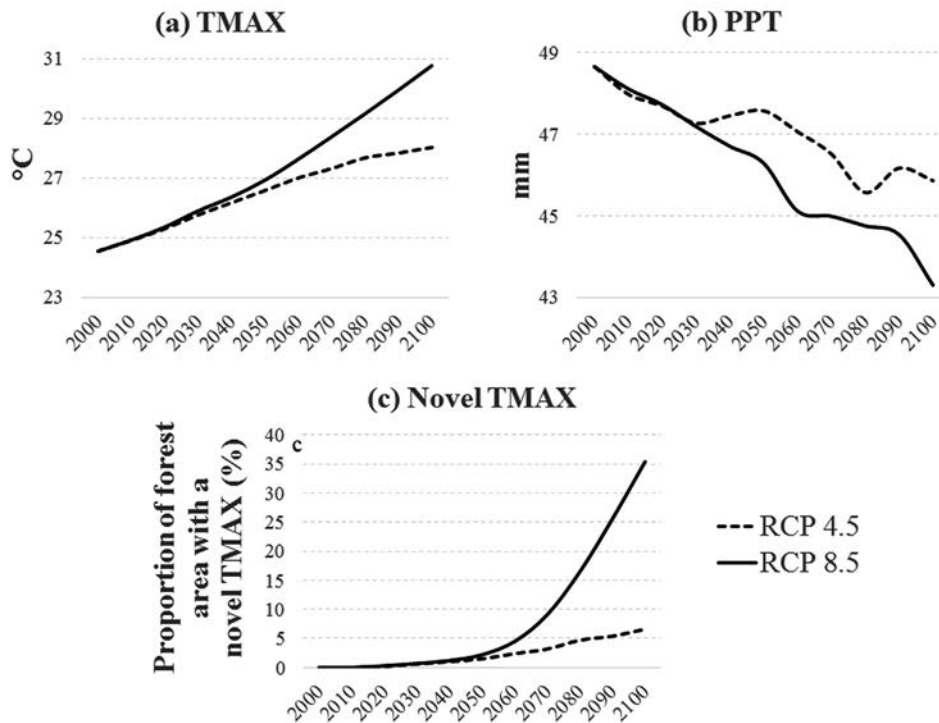 (a) TMAX
°C
31
29
27
25
23
2000 2010 2020 2030 2040 2050 2060 2070 2080 2090 2100
(b) PPT
mm
49
47
45
43
2000 2010 2020 2030 2040 2050 2060 2070 2080 2090 2100
(c) Novel TMAX
Proportion of forest
area with a
novel TMAX (%)
c
40
35
30
25
20
15
10
5
0
2000 2010 2020 2030 2040 2050 2060 2070 2080 2090 2100
RCP 4.5
RCP 8.5